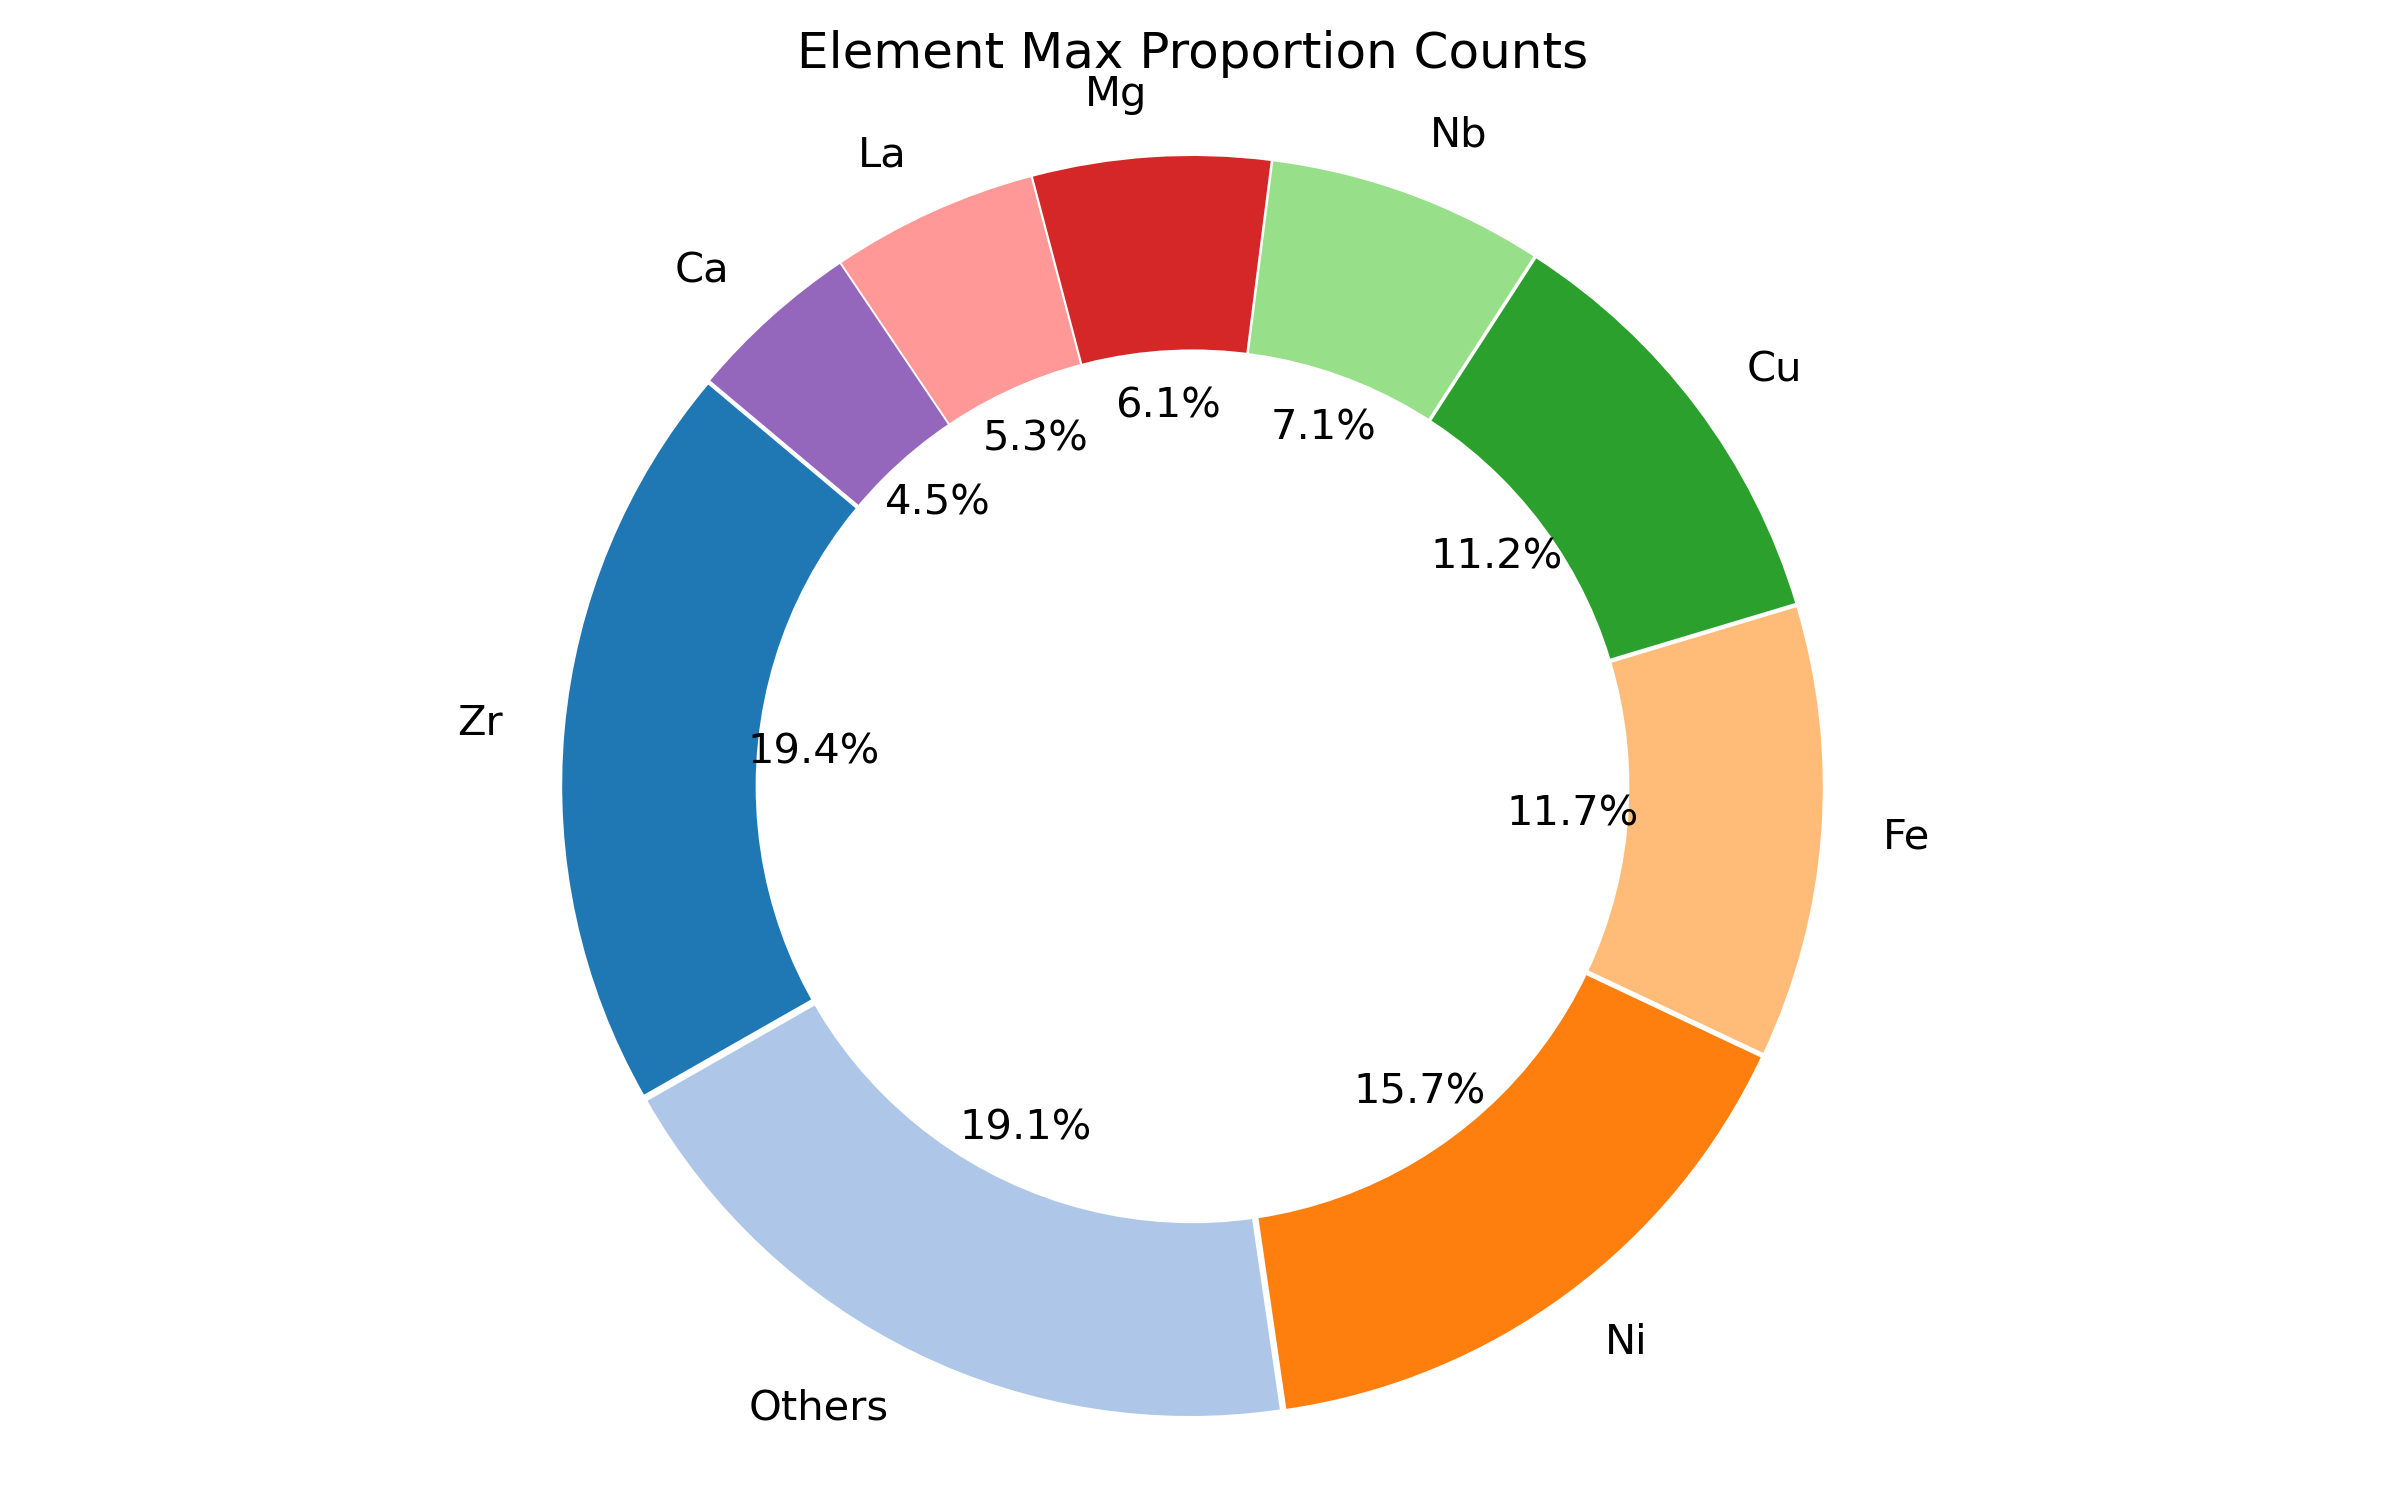 Element Max Proportion Counts
Mg
Nb
La
Ca
Cu
6.1%
7.1%
5.3%
4.5%
11.2%
Zr
19.4%
11.7%
Fe
15.7%
19.1%
Ni
Others